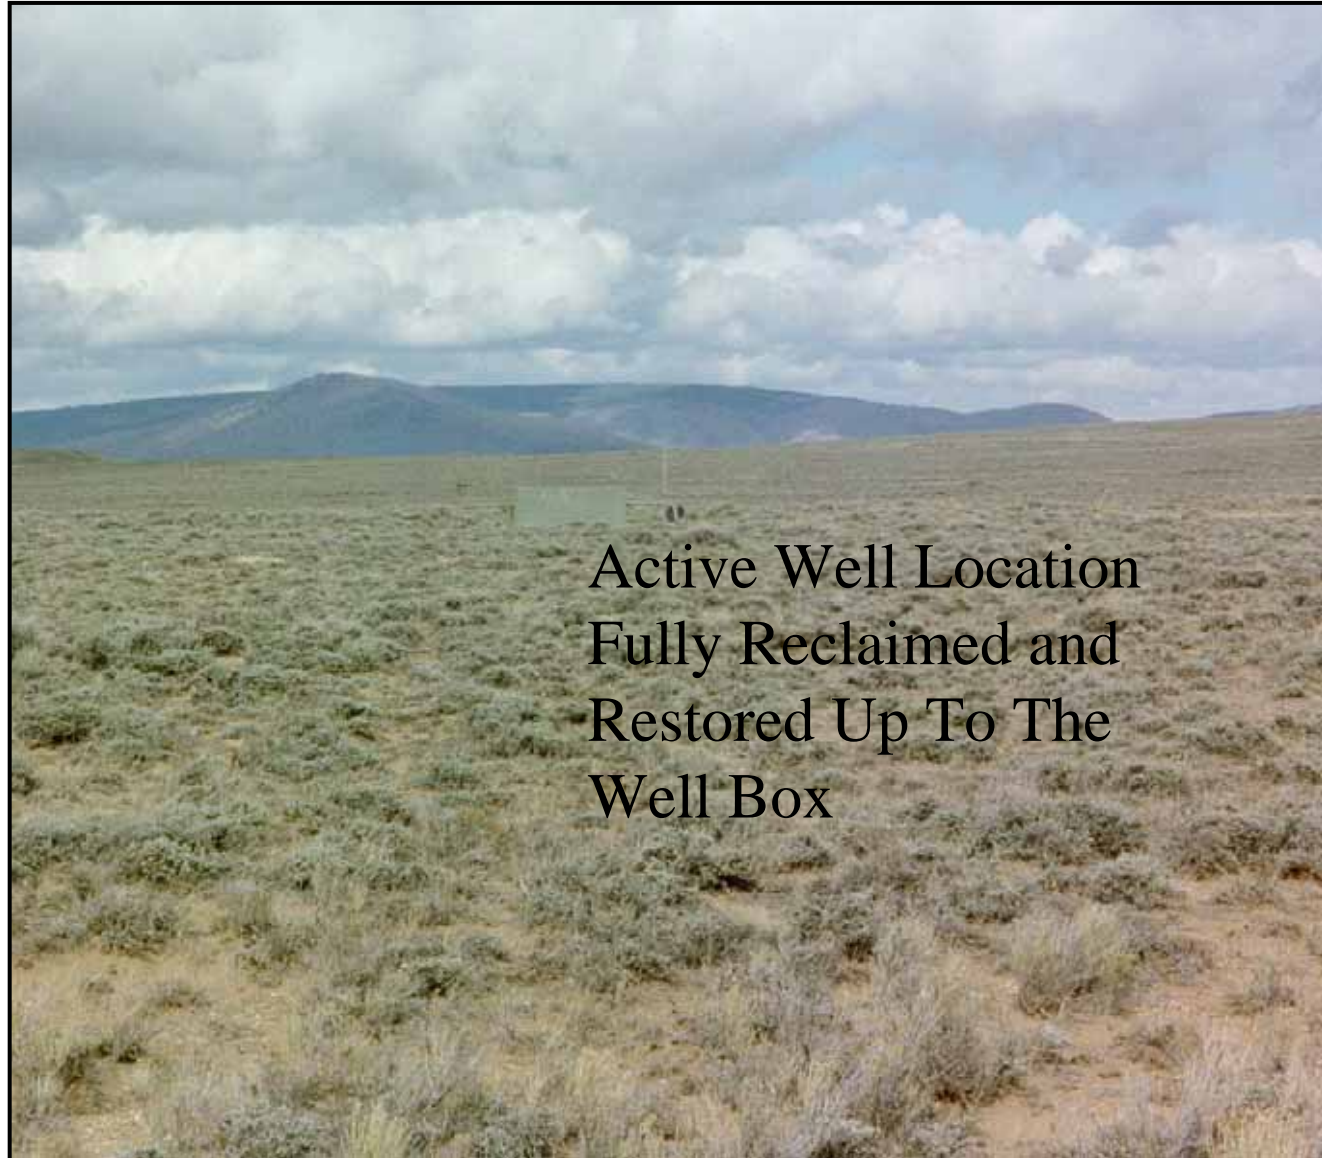 Active Well Location
Fully Reclaimed and
Restored Up To The
Well Box